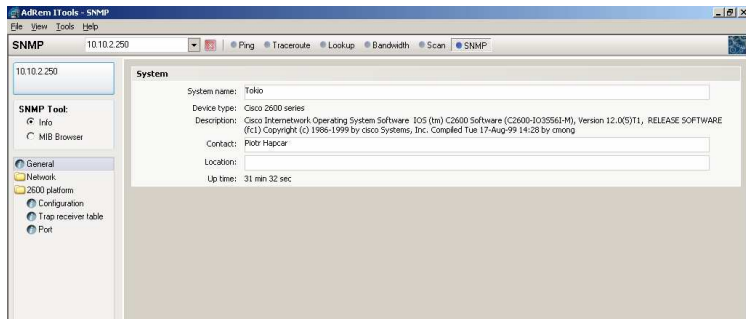 AdRem ITools - SNMP
File View Tools Help
SNMP 10.10.2.250 Ping Traceroute Lookup Bandwidth Scan SNMP
10.10.2.250
SNMP Tool:
Info
MIB Browser
General
Network
2600 platform
Configuration
Trap receiver table
Port
System
System name: Tokio
Device type: Cisco 2600 series
Description: Cisco Internetwork Operating System Software IOS (tm) C2600 Software (C2600-IO3S56I-M), Version 12.0(5)T1, RELEASE SOFTWARE
(fc1) Copyright (c) 1986-1999 by cisco Systems, Inc. Compiled Tue 17-Aug-99 14:28 by cmong
Contact: Piotr Hapcar
Location:
Up time: 31 min 32 sec